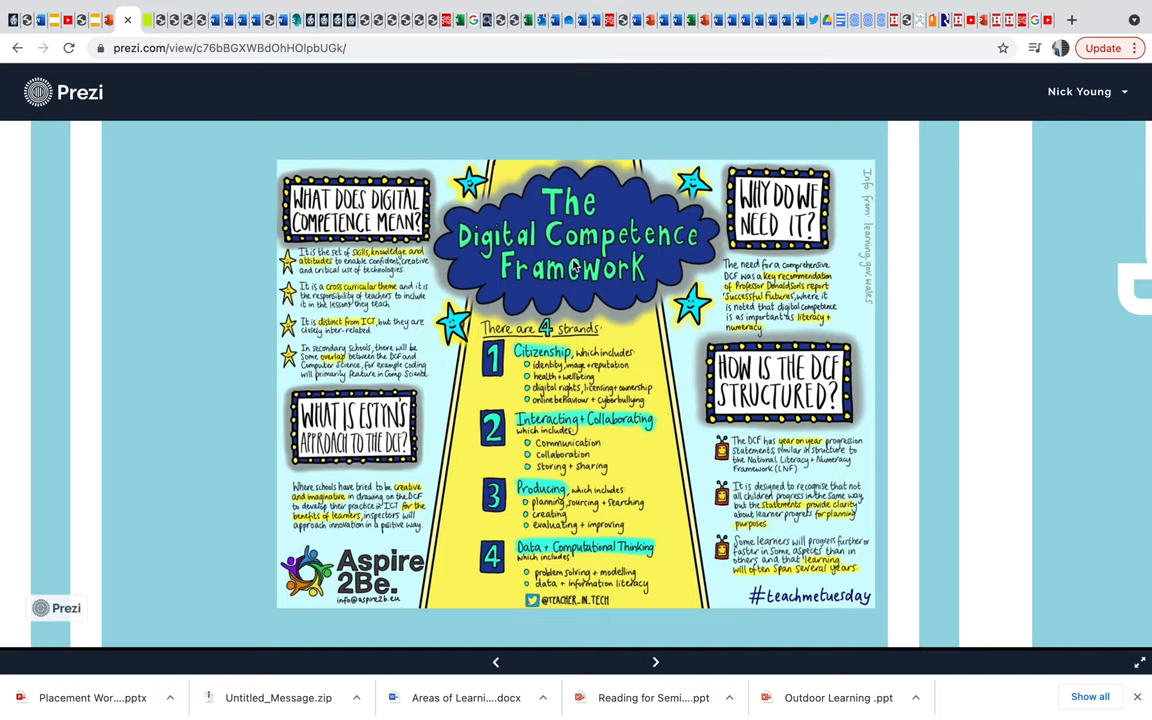 prezi.com/view/c76bBGXWBdOhHOlpbUGk/
Update
Prezi
Nick Young
WHAT DOES DIGITAL
COMPETENCE MEAN?
It is the set of skills, knowledge and
attitudes to enable confident, creative
and critical use of technologies.
It is a cross curricular theme and it is
the responsibility of teachers to include
it in the lessons they teach
It is distinct from ICT, but they are
closely inter-related
In secondary schools, there will be
some overlap between the DCF and
Computer Science, for example coding
will primarily feature in Comp Science
WHAT IS ESTYN'S
APPROACH TO THE DCF?
Where schools have tried to be creative
and imaginative in drawing on the DCF
to develop their practice in ICT for the
benefits of learners, inspectors will
approach innovation in a positive way.
Aspire
2Be.
info@aspire2b.eu
The
Digital Competence
Framework
There are 4 strands:
1 Citizenship, which includes:
identity, image + reputation
health + wellbeing
digital rights, licensing + ownership
online behaviour + cyberbullying
2 Interacting + Collaborating
which includes:
Communication
collaboration
storing + sharing
3 Producing, which includes:
planning, sourcing + searching
creating
evaluating + improving
4 Data + Computational Thinking
which includes
problem solving + modelling
data + information literacy
@TEACHER_IN_TECH
WHY DO WE
NEED IT?
Info from: learning.gov.wales
The need for a comprehensive
DCF was a key recommendation
of Professor Donaldson's report
'Successful Futures', where it
is noted that digital competence
is as important as literacy +
numeracy
HOW IS THE DCF
STRUCTURED?
The DCF has year on year progression
statements, similar in structure to
the National Literacy + Numeracy
Framework (LNF)
It is designed to recognise that not
all children progress in the same way,
but the statements provide clarity
about learner progress for planning
purposes
Some learners will progress further or
faster in some aspects than in
others and that learning
will often span several years.
#teachmetuesday
Prezi
Placement Wor....pptx
Untitled_Message.zip
Areas of Learni....docx
Reading for Semi....ppt
Outdoor Learning .ppt
Show all